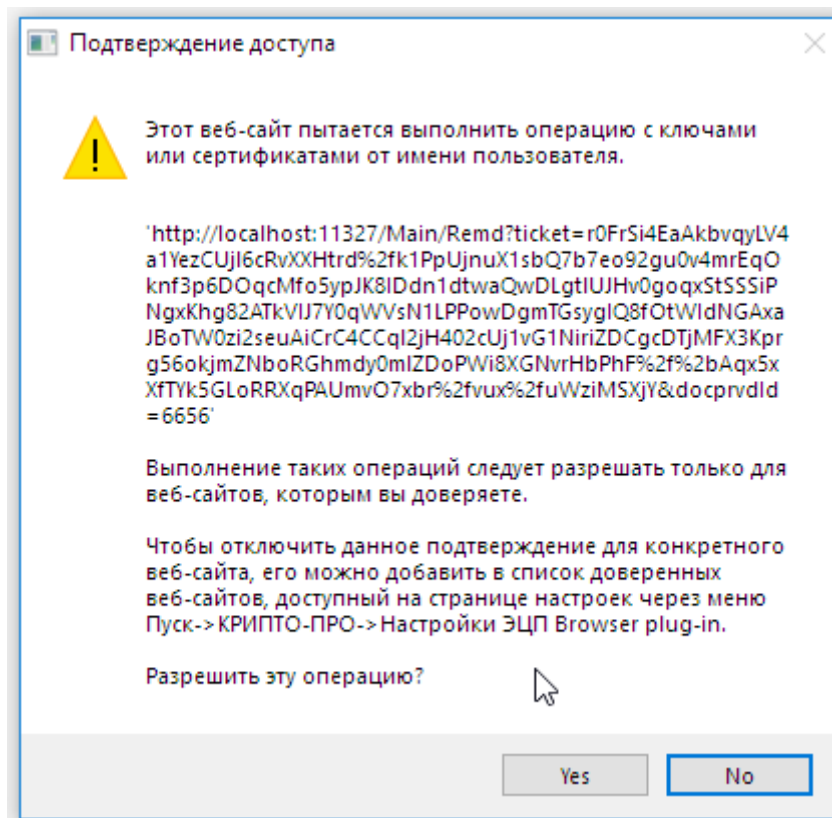 Подтверждение доступа
Этот веб-сайт пытается выполнить операцию с ключами
или сертификатами от имени пользователя.
'http://localhost:11327/Main/Remd?ticket=r0FrSi4EaAkbvqyLV4
a1YezCUjI6cRvXXHtrd%2fk1PpUjnuX1sbQ7b7eo92gu0v4mrEqO
knf3p6DOqcMfo5ypJK8IDdn1dtwaQwDLgtIUJHv0goqxStSSSiP
NgxKhg82ATkVIJ7Y0qWVsN1LPPowDgmTGsygIQ8fOtWIdNGAxa
JBoTW0zi2seuAiCrC4CCqI2jH402cUj1vG1NiriZDCgcDTjMFX3Kpr
g56okjmZNboRGhmdy0mIZDoPWi8XGNvrHbPhF%2f%2bAqx5x
XfTYk5GLoRRXqPAUmvO7xbr%2fvux%2fuWziMSXjY&docprvdId
=6656'
Выполнение таких операций следует разрешать только для
веб-сайтов, которым вы доверяете.
Чтобы отключить данное подтверждение для конкретного
веб-сайта, его можно добавить в список доверенных
веб-сайтов, доступный на странице настроек через меню
Пуск->КРИПТО-ПРО->Настройки ЭЦП Browser plug-in.
Разрешить эту операцию?
Yes
No